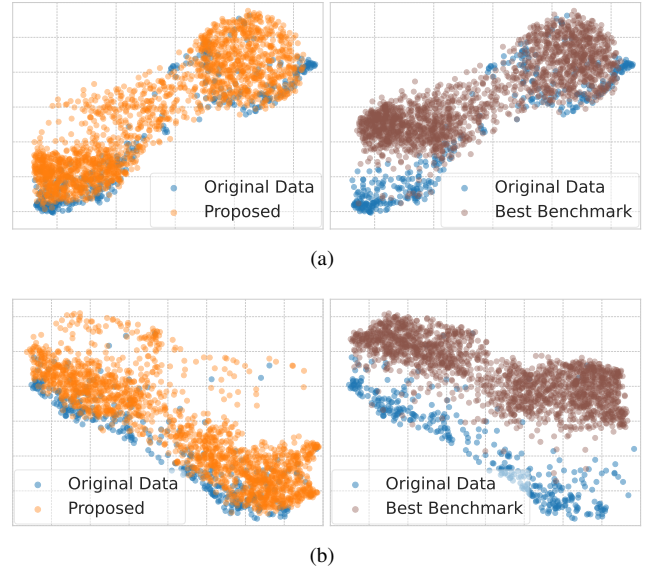 Original Data
Proposed
Original Data
Best Benchmark
(a)
Original Data
Proposed
Original Data
Best Benchmark
(b)